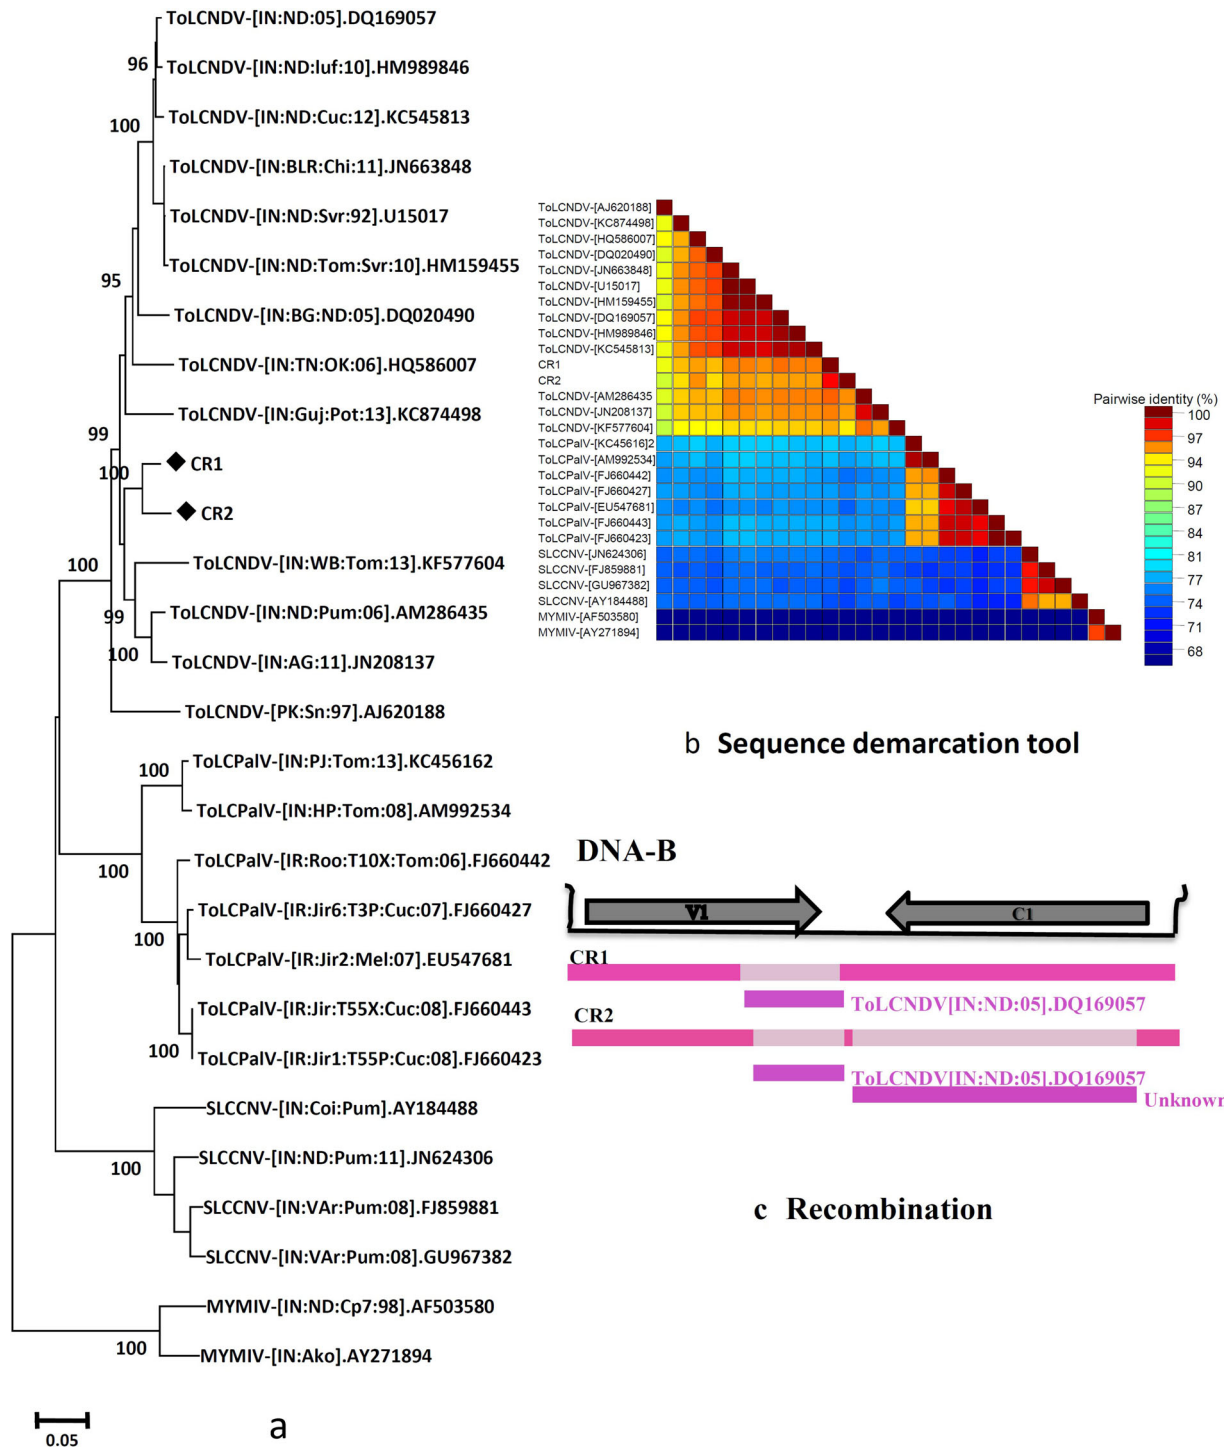 ToLCNDV-[IN:ND:05].DQ169057
96
ToLCNDV-[IN:ND:luf:10].HM989846
ToLCNDV-[IN:ND:Cuc:12].KC545813
100
ToLCNDV-[IN:BLR:Chi:11].JN663848
ToLCNDV-[IN:ND:Svr:92].U15017
ToLCNDV-[IN:ND:Tom:Svr:10].HM159455
95
ToLCNDV-[IN:BG:ND:05].DQ020490
ToLCNDV-[IN:TN:OK:06].HQ586007
ToLCNDV-[IN:Guj:Pot:13].KC874498
99
100
CR1
CR2
ToLCNDV-[IN:WB:Tom:13].KF577604
100
99
ToLCNDV-[IN:ND:Pum:06].AM286435
100
ToLCNDV-[IN:AG:11].JN208137
ToLCNDV-[PK:Sn:97].AJ620188
ToLCPalV-[IN:PJ:Tom:13].KC456162
100
ToLCPalV-[IN:HP:Tom:08].AM992534
ToLCPalV-[IR:Roo:T10X:Tom:06].FJ660442
100
ToLCPalV-[IR:Jir6:T3P:Cuc:07].FJ660427
100
ToLCPalV-[IR:Jir2:Mel:07].EU547681
ToLCPalV-[IR:Jir:T55X:Cuc:08].FJ660443
100
ToLCPalV-[IR:Jir1:T55P:Cuc:08].FJ660423
SLCCNV-[IN:Coi:Pum].AY184488
100
SLCCNV-[IN:ND:Pum:11].JN624306
SLCCNV-[IN:VAr:Pum:08].FJ859881
SLCCNV-[IN:VAr:Pum:08].GU967382
MYMIV-[IN:ND:Cp7:98].AF503580
100
MYMIV-[IN:Ako].AY271894
0.05
a
ToLCNDV-[AJ620188]
ToLCNDV-[KC874498]
ToLCNDV-[HQ586007]
ToLCNDV-[DQ020490]
ToLCNDV-[JN663848]
ToLCNDV-[U15017]
ToLCNDV-[HM159455]
ToLCNDV-[DQ169057]
ToLCNDV-[HM989846]
ToLCNDV-[KC545813]
CR1
CR2
ToLCNDV-[AM286435
ToLCNDV-[JN208137]
ToLCNDV-[KF577604]
ToLCPalV-[KC45616]2
ToLCPalV-[AM992534]
ToLCPalV-[FJ660442]
ToLCPalV-[FJ660427]
ToLCPalV-[EU547681]
ToLCPalV-[FJ660443]
ToLCPalV-[FJ660423]
SLCCNV-[JN624306]
SLCCNV-[FJ859881]
SLCCNV-[GU967382]
SLCCNV-[AY184488]
MYMIV-[AF503580]
MYMIV-[AY271894]
Pairwise identity (%)
100
97
94
90
87
84
81
77
74
71
68
b Sequence demarcation tool
DNA-B
V1
C1
CR1
ToLCNDV[IN:ND:05].DQ169057
CR2
ToLCNDV[IN:ND:05].DQ169057
Unknown
c Recombination